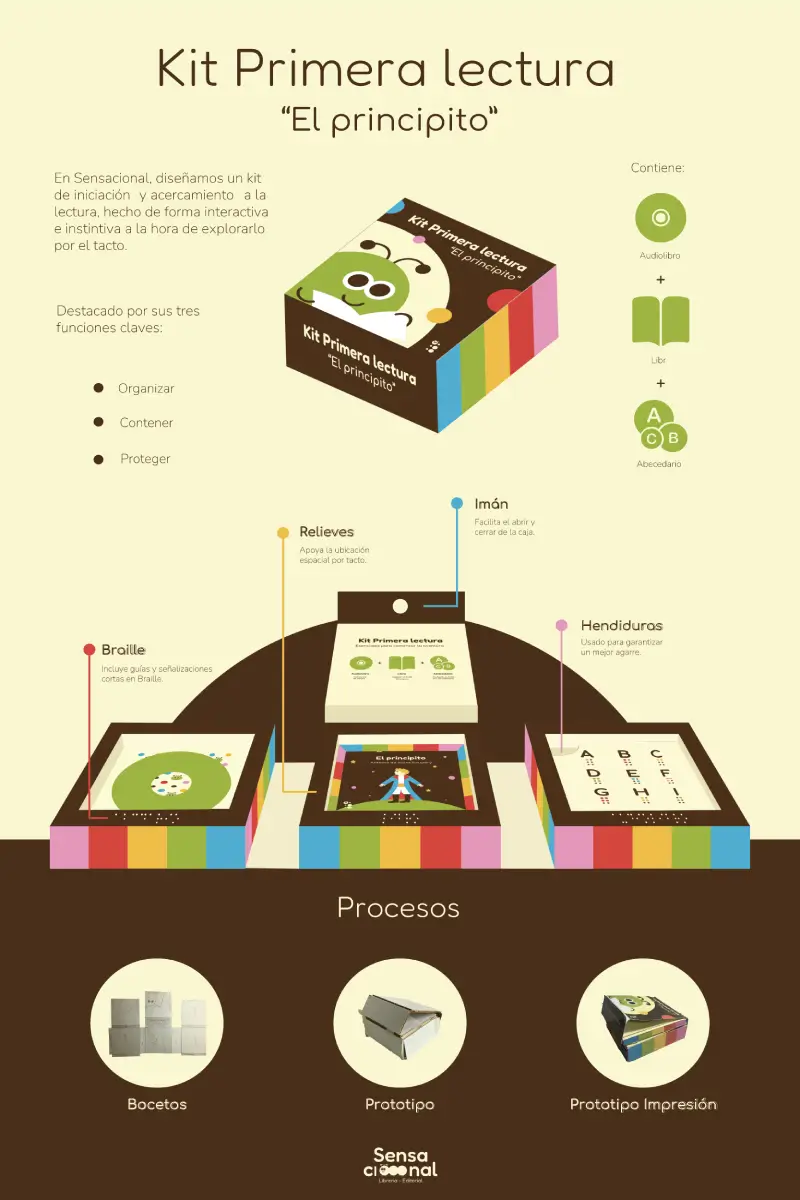 Kit Primera lectura
“El principito”
En Sensacional, diseñamos un kit
de iniciación y acercamiento a la
lectura, hecho de forma interactiva
e instintiva a la hora de explorarlo
por el tacto.
Destacado por sus tres
funciones claves:
Organizar
Contener
Proteger
Kit Primera lectura
“El principito”
Kit Primera lectura
“El principito”
Contiene:
Audiolibro
+
Libr
+
A
C B
Abecedario
Imán
Facilita el abrir y
cerrar de la caja.
Relieves
Apoya la ubicación
espacial por tacto.
Hendiduras
Usado para garantizar
un mejor agarre.
Braille
Incluye guías y señalizaciones
cortas en Braille.
Kit Primera lectura
+ +
El principito
A B C
D E F
G H I
Procesos
Bocetos
Prototipo
Prototipo Impresión
Sensa
cional
Librería - Editorial